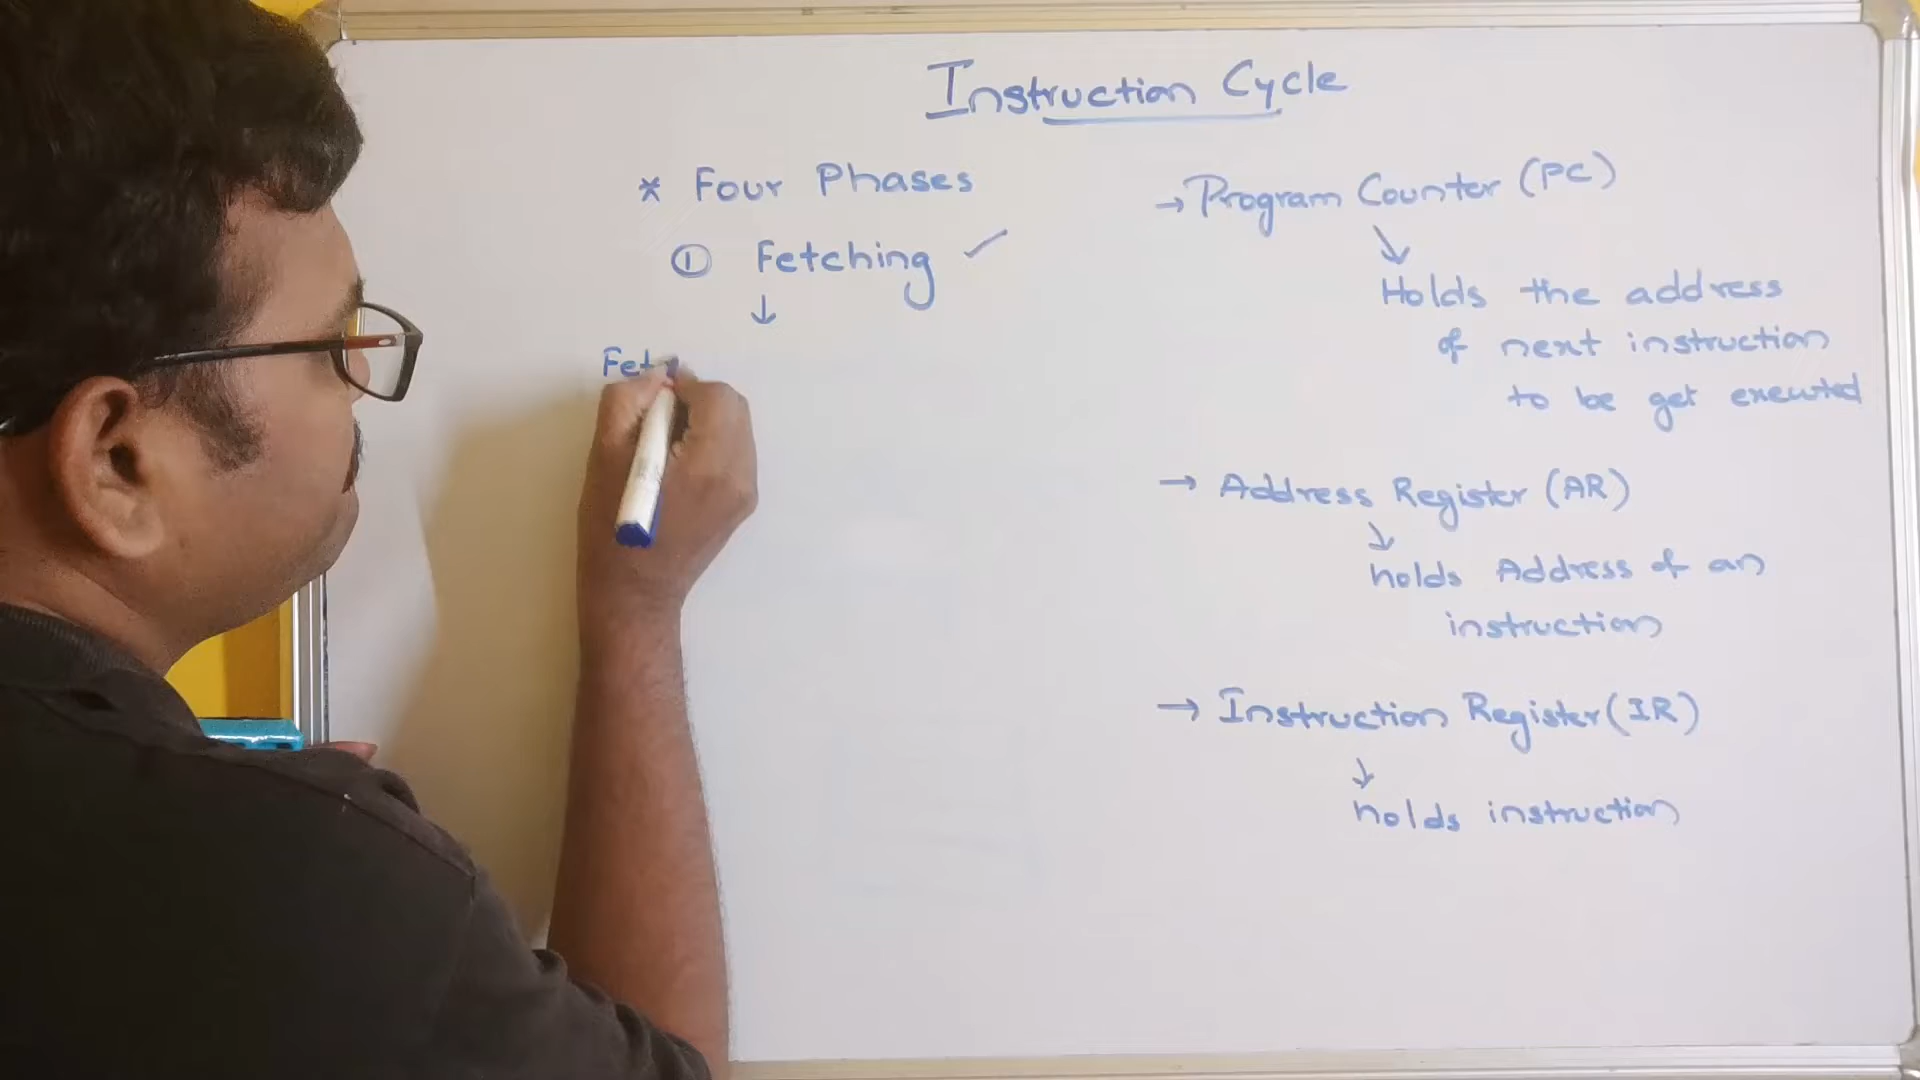 Instruction Cycle
* Four Phases
① Fetching ✓
↓
→ Program Counter (PC)
↓
Holds the address
of next instruction
to be get executed
→ Address Register (AR)
↓
holds Address of an
instruction
→ Instruction Register (IR)
↓
holds instruction